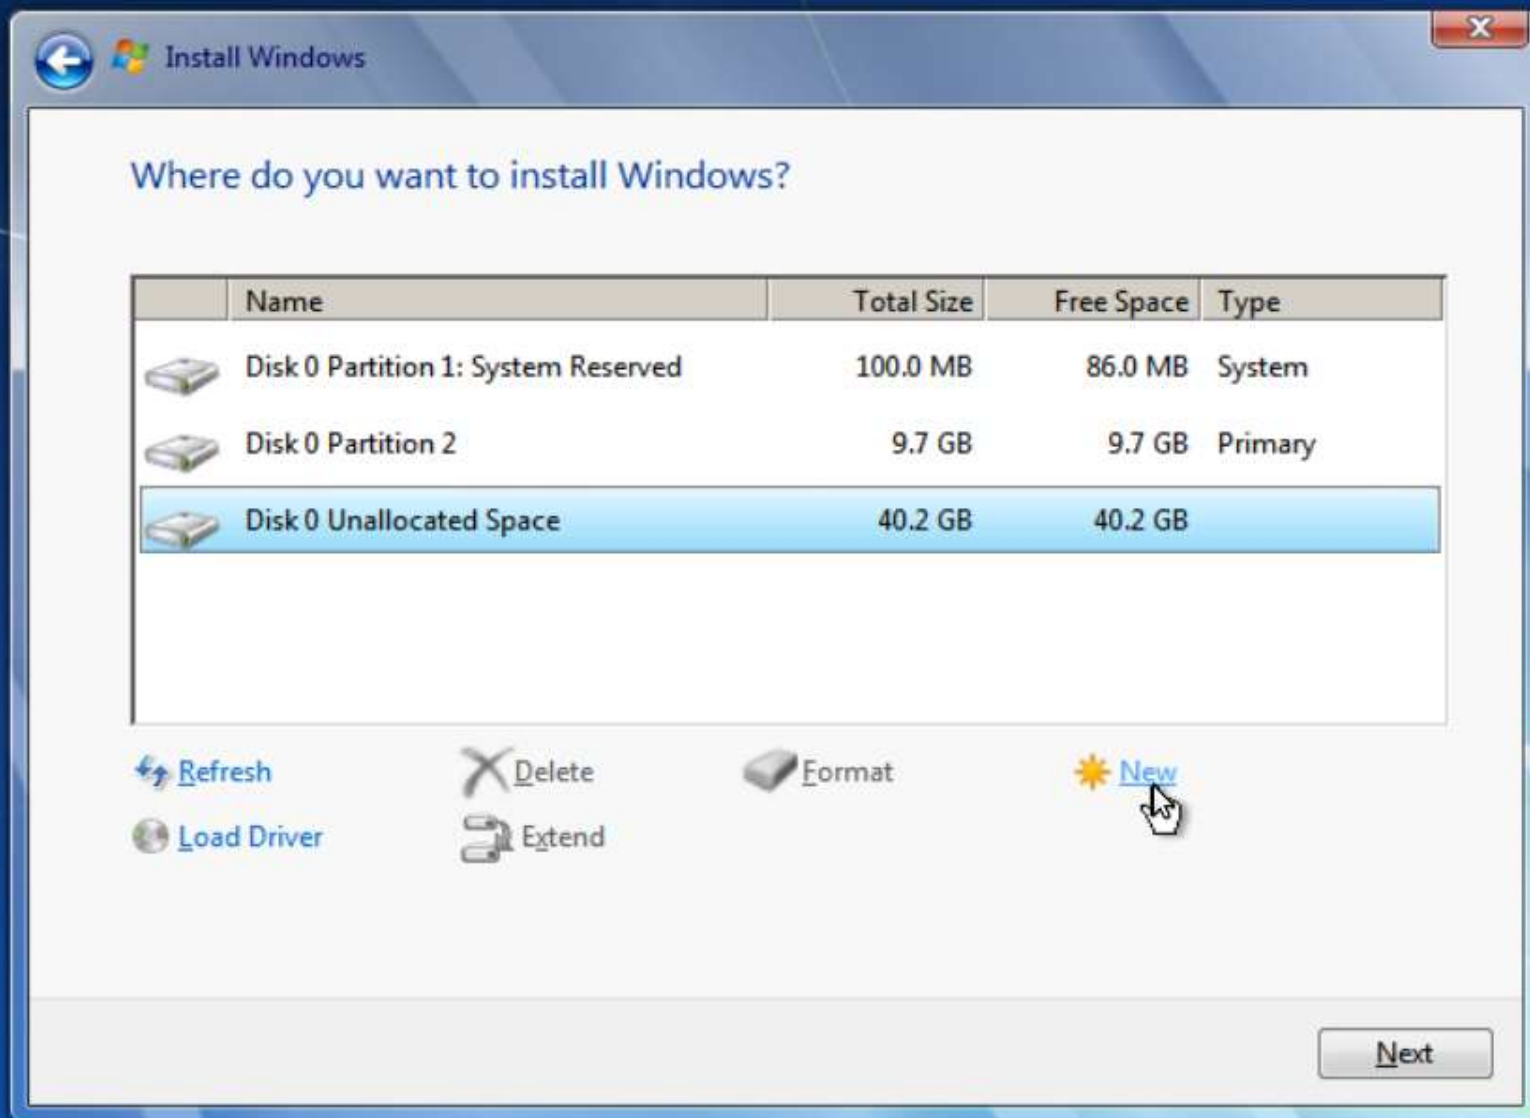 Install Windows
Where do you want to install Windows?
Name Total Size Free Space Type
Disk 0 Partition 1: System Reserved 100.0 MB 86.0 MB System
Disk 0 Partition 2 9.7 GB 9.7 GB Primary
Disk 0 Unallocated Space 40.2 GB 40.2 GB
Refresh Delete Format New
Load Driver Extend
Next